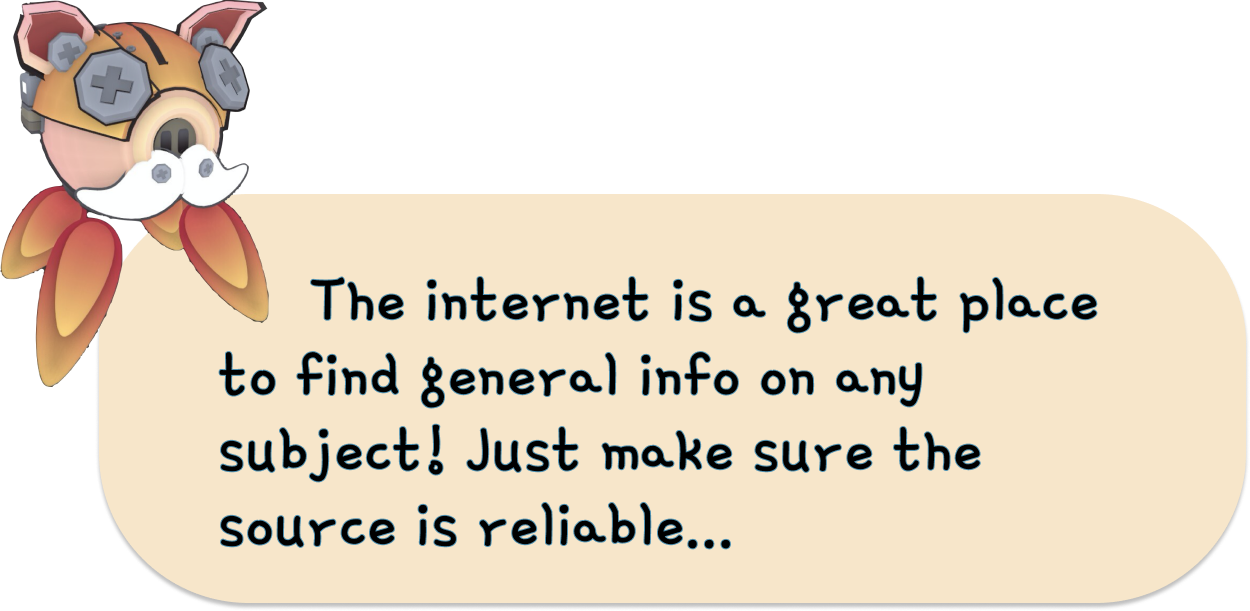 The internet is a great place
to find general info on any
subject! Just make sure the
source is reliable...